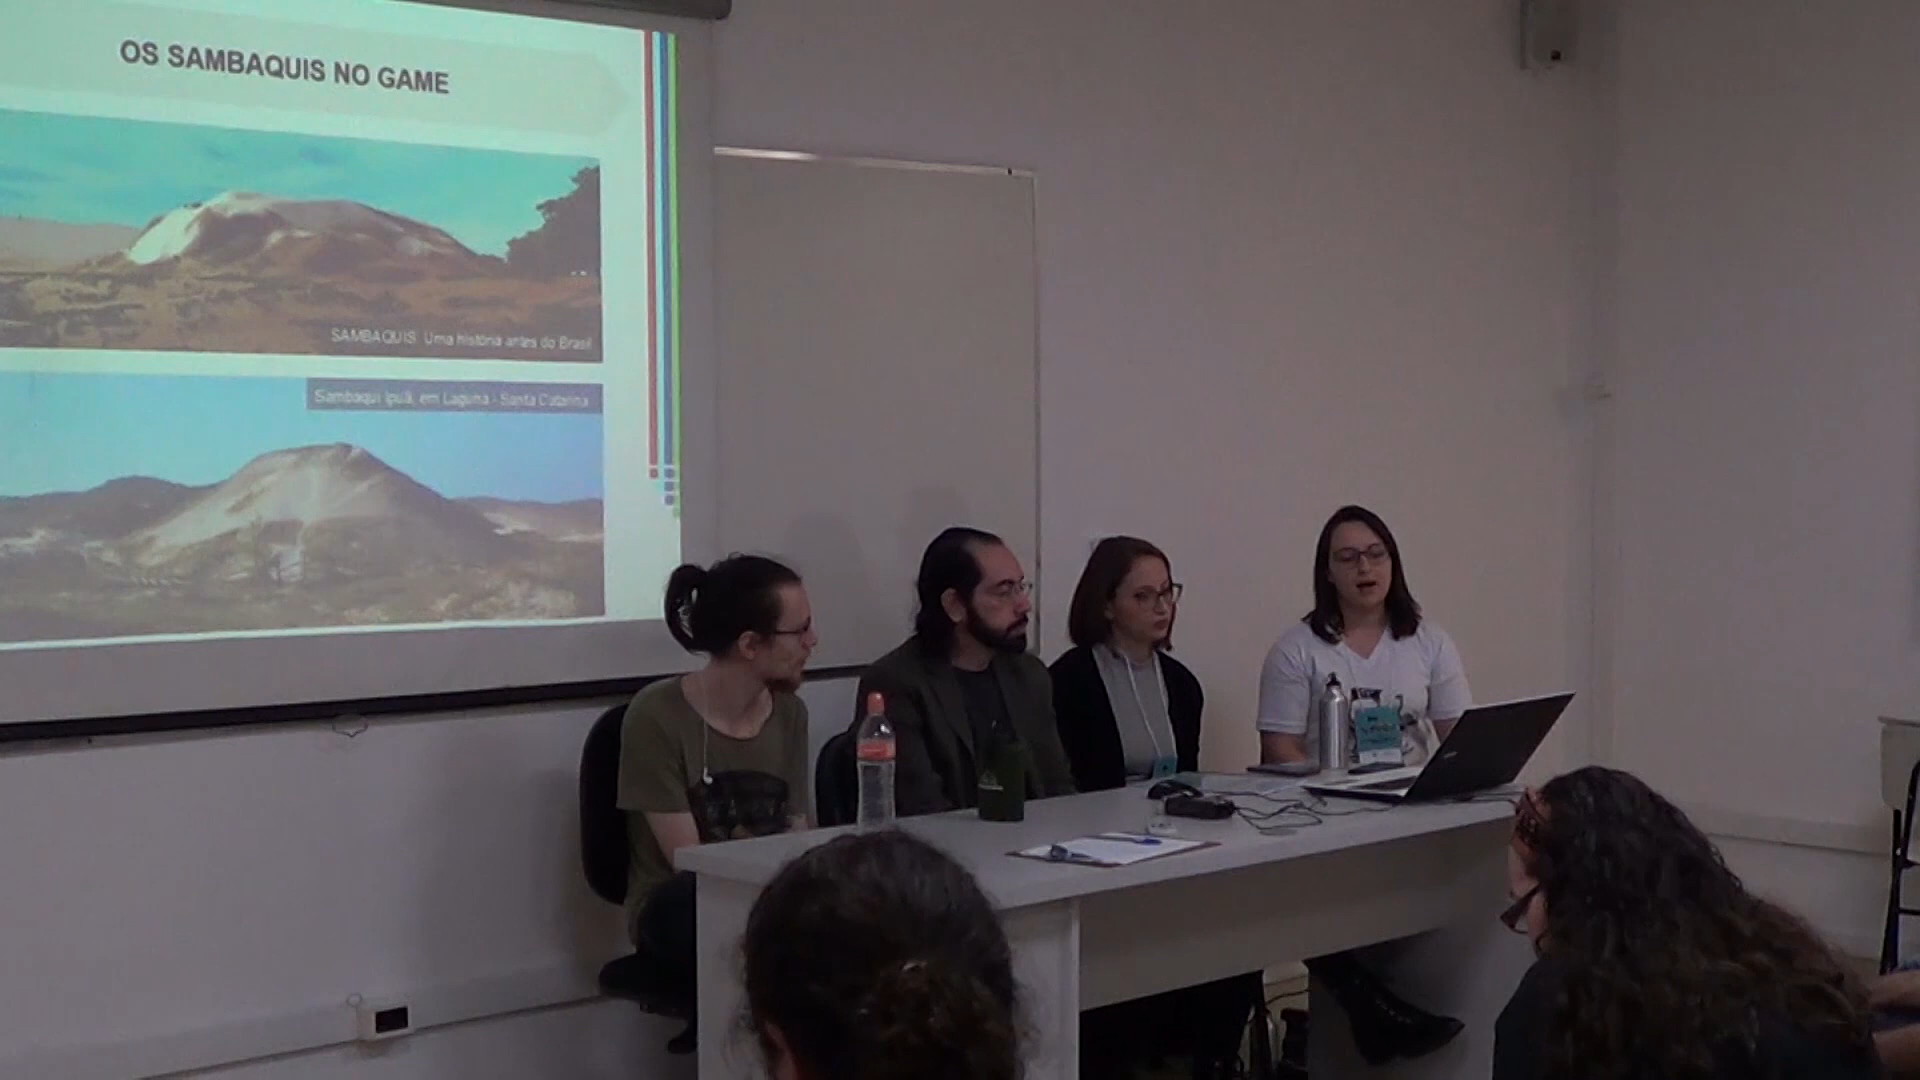 OS SAMBAQUIS NO GAME
SAMBAQUIS: Uma história antes do Brasil
Sambaqui Ipuã, em Laguna - Santa Catarina